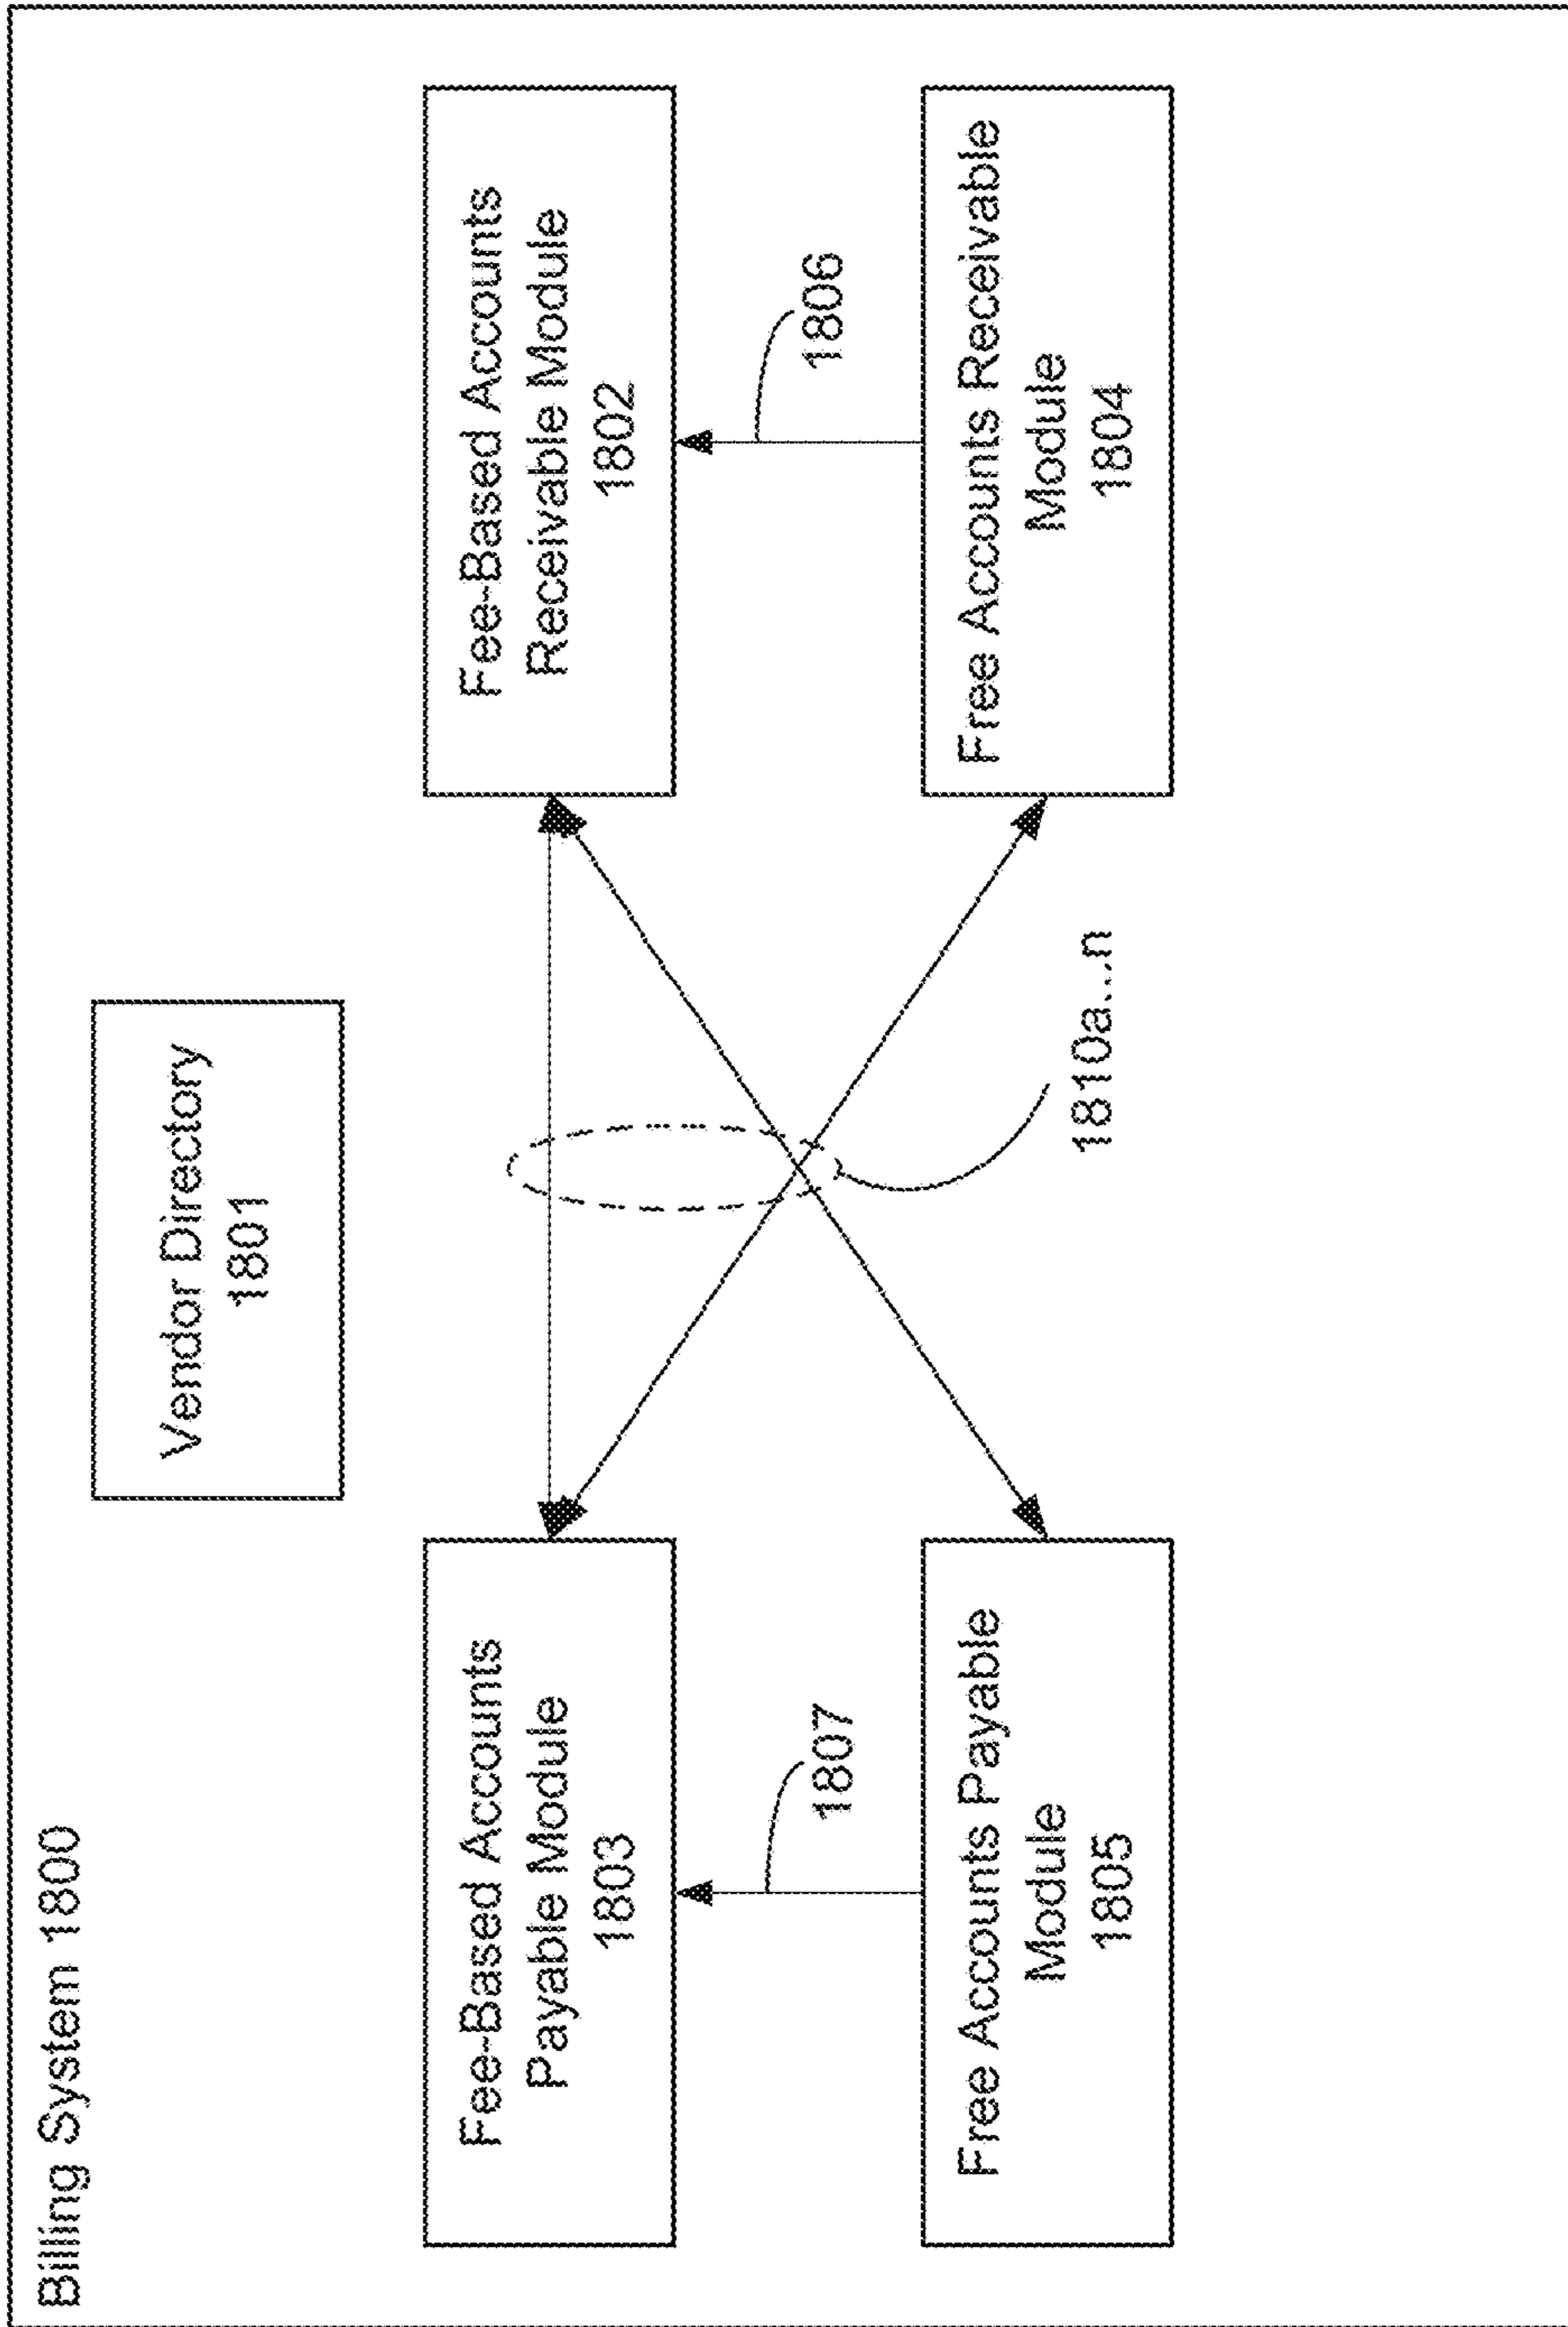 Billing System 1800
Vendor Directory
1801
Fee-Based Accounts
Payable Module
1803
Fee-Based Accounts
Receivable Module
1802
1807
1806
1810a...n
Free Accounts Payable
Module
1805
Free Accounts Receivable
Module
1804